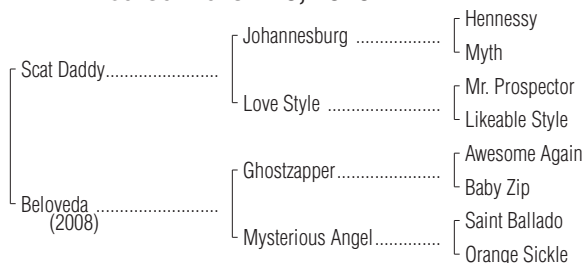 Hennessy
Johannesburg ...................
Myth
Scat Daddy.........................
Mr. Prospector
Love Style .........................
Likeable Style
Awesome Again
Ghostzapper.......................
Baby Zip
Beloveda ...........................
(2008)
Saint Ballado
Mysterious Angel................
Orange Sickle